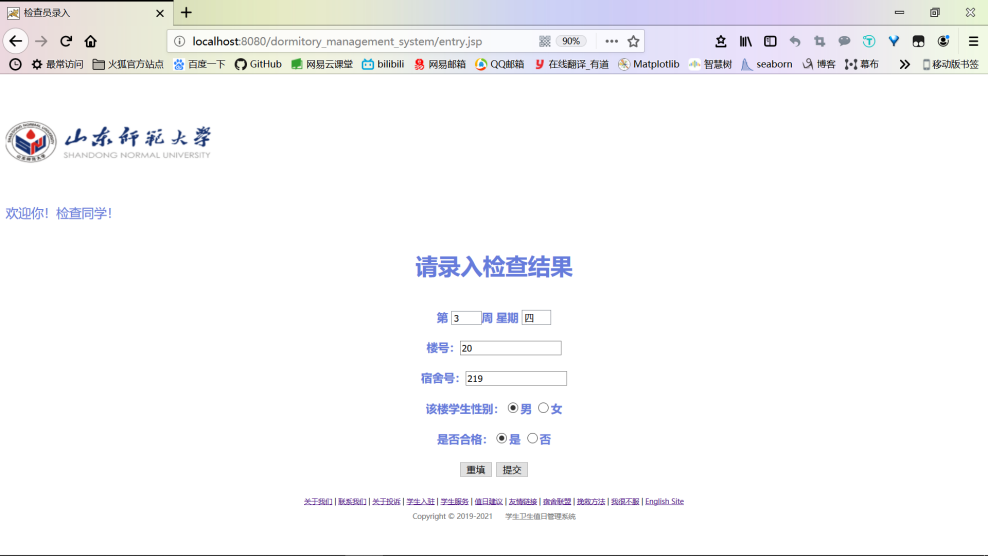 检查员录入
localhost:8080/dormitory_management_system/entry.jsp 90%
最常访问 火狐官方站点 百度一下 GitHub 网易云课堂 bilibili 网易邮箱 QQ邮箱 在线翻译_有道 Matplotlib 智慧树 seaborn 博客 幕布 移动版书签
山东师范大学
SHANDONG NORMAL UNIVERSITY
欢迎你！检查同学！
请录入检查结果
第 3 周 星期 四
楼号： 20
宿舍号： 219
该楼学生性别： 男 女
是否合格： 是 否
重填 提交
关于我们 | 联系我们 | 关于投诉 | 学生入驻 | 学生服务 | 值日建议 | 友情链接 | 宿舍联盟 | 挽救方法 | 我很不服 | English Site
Copyright © 2019-2021 学生卫生值日管理系统